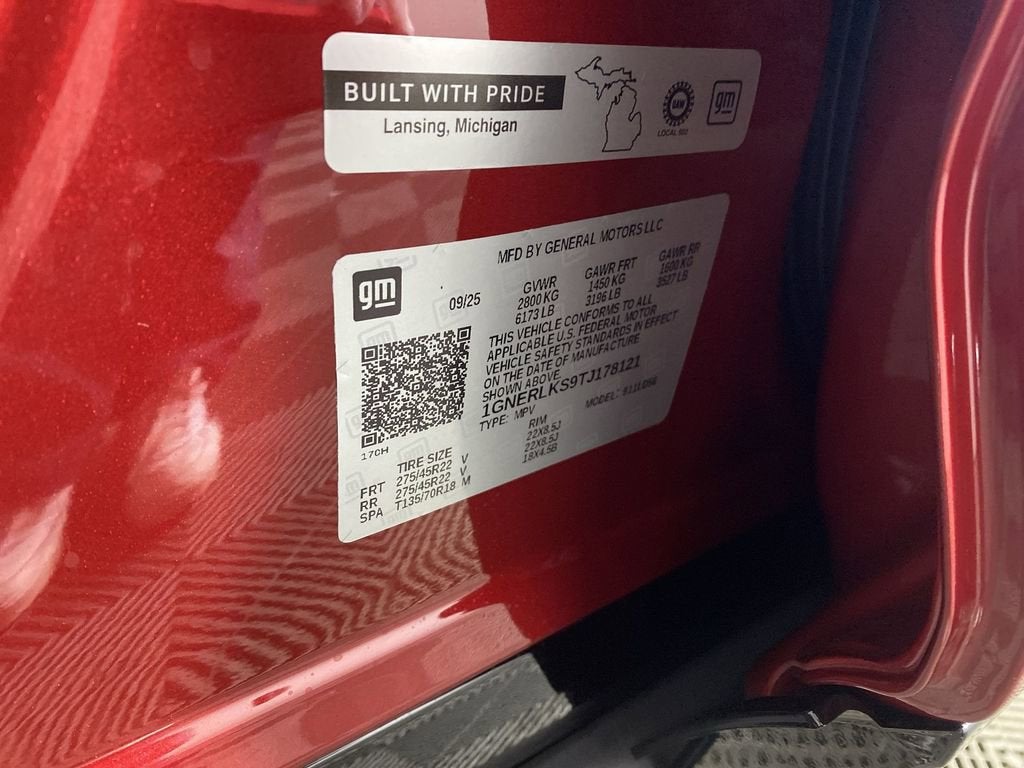 BUILT WITH PRIDE
Lansing, Michigan
UAW
LOCAL 602
gm
MFD BY GENERAL MOTORS LLC
gm
09/25
GVWR GAWR FRT GAWR RR
2800 KG 1450 KG 1600 KG
6173 LB 3196 LB 3527 LB
THIS VEHICLE CONFORMS TO ALL
APPLICABLE U.S. FEDERAL MOTOR
VEHICLE SAFETY STANDARDS IN EFFECT
ON THE DATE OF MANUFACTURE
SHOWN ABOVE.
1GNERLKS9TJ178121
TYPE: MPV MODEL:
17CH
TIRE SIZE RIM
FRT 275/45R22 V 22X8.5J
RR 275/45R22 V 22X8.5J
SPA T135/70R18 M 18X4.5B